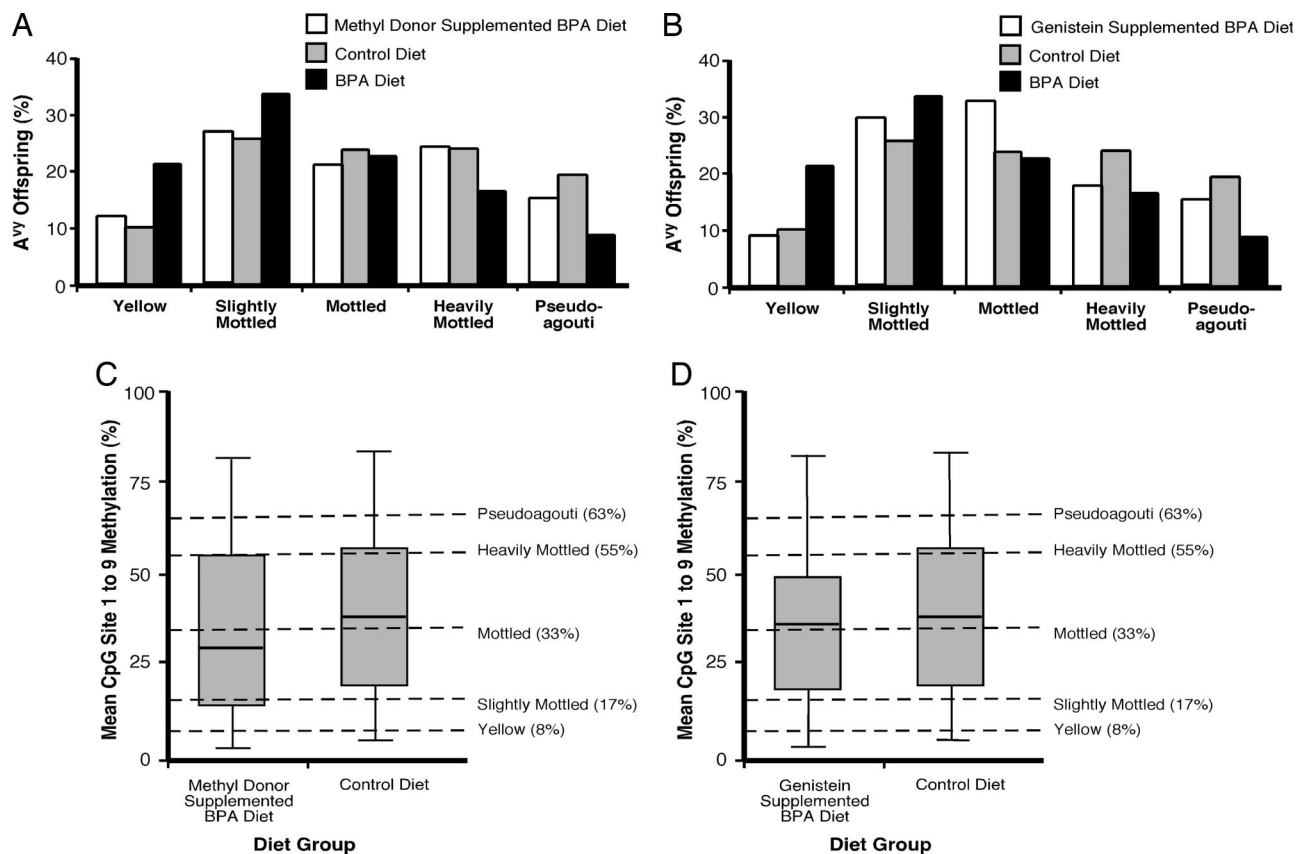 A
Methyl Donor Supplemented BPA Diet
Control Diet
BPA Diet
A^vy Offspring (%)
40
30
20
10
0
Yellow
Slightly
Mottled
Mottled
Heavily
Mottled
Pseudo-
agouti
B
Genistein Supplemented BPA Diet
Control Diet
BPA Diet
A^vy Offspring (%)
40
30
20
10
0
Yellow
Slightly
Mottled
Mottled
Heavily
Mottled
Pseudo-
agouti
C
Mean CpG Site 1 to 9 Methylation (%)
100
75
50
25
0
Pseudoagouti (63%)
Heavily Mottled (55%)
Mottled (33%)
Slightly Mottled (17%)
Yellow (8%)
Methyl Donor
Supplemented
BPA Diet
Control Diet
Diet Group
D
Mean CpG Site 1 to 9 Methylation (%)
100
75
50
25
0
Pseudoagouti (63%)
Heavily Mottled (55%)
Mottled (33%)
Slightly Mottled (17%)
Yellow (8%)
Genistein
Supplemented
BPA Diet
Control Diet
Diet Group